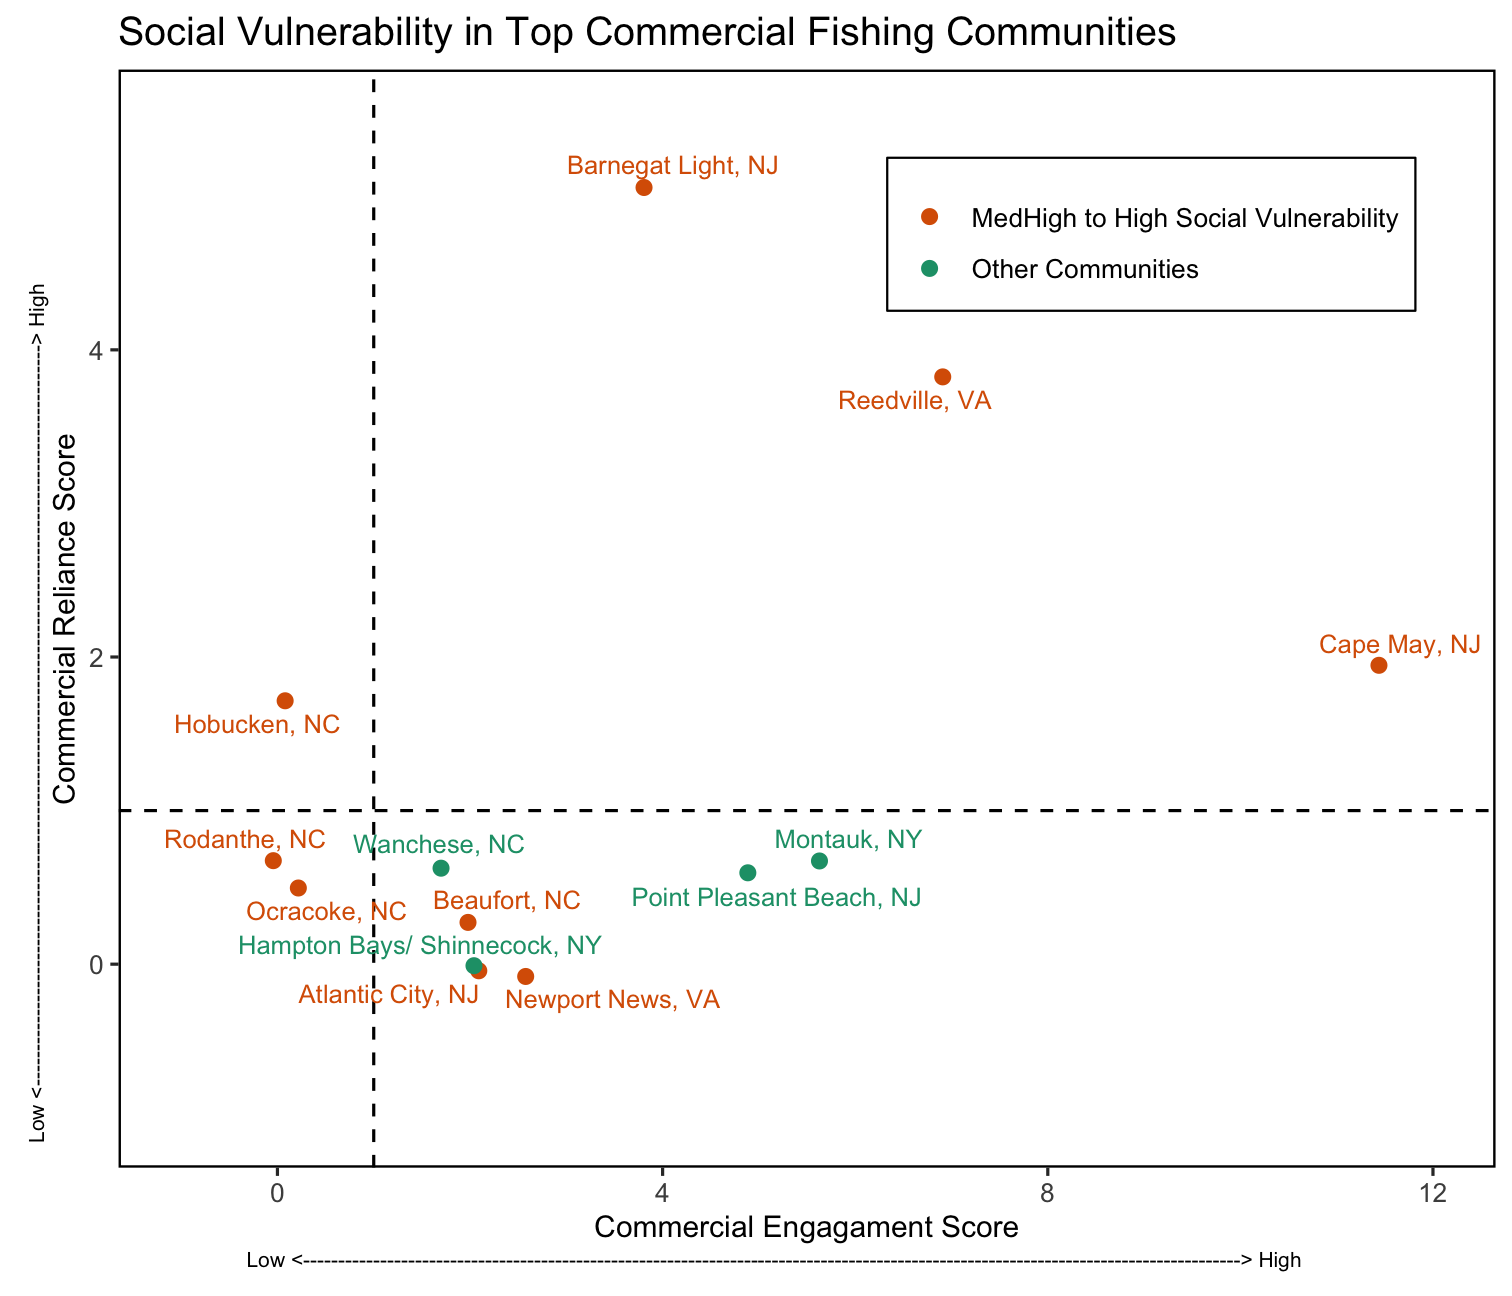 Social Vulnerability in Top Commercial Fishing Communities
Barnegat Light, NJ
MedHigh to High Social Vulnerability
Other Communities
Reedville, VA
Cape May, NJ
Hobucken, NC
Rodanthe, NC
Wanchese, NC
Montauk, NY
Point Pleasant Beach, NJ
Ocracoke, NC
Beaufort, NC
Hampton Bays/ Shinnecock, NY
Atlantic City, NJ
Newport News, VA
4
2
0
Commercial Reliance Score
Low <--------------------------------------------------------------------------------------------------------------> High
0
4
8
12
Commercial Engagament Score
Low <--------------------------------------------------------------------------------------------------------------------------------------> High